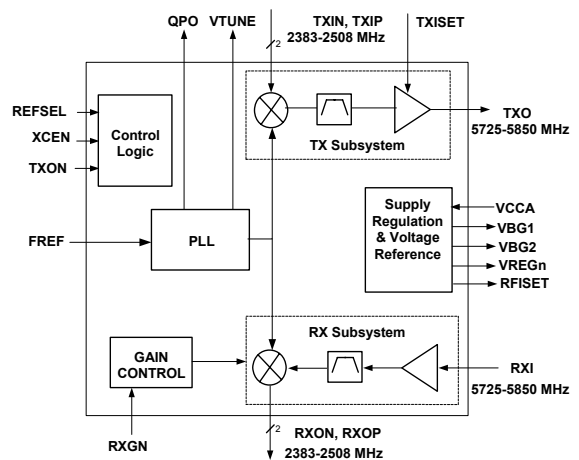 QPO
VTUNE
TXIN, TXIP
2383-2508 MHz
TXISET
2
REFSEL
XCEN
TXON
Control
Logic
TX Subsystem
TXO
5725-5850 MHz
FREF
PLL
Supply
Regulation
& Voltage
Reference
VCCA
VBG1
VBG2
VREGn
RFISET
RX Subsystem
GAIN
CONTROL
RXI
5725-5850 MHz
RXGN
2
RXON, RXOP
2383-2508 MHz